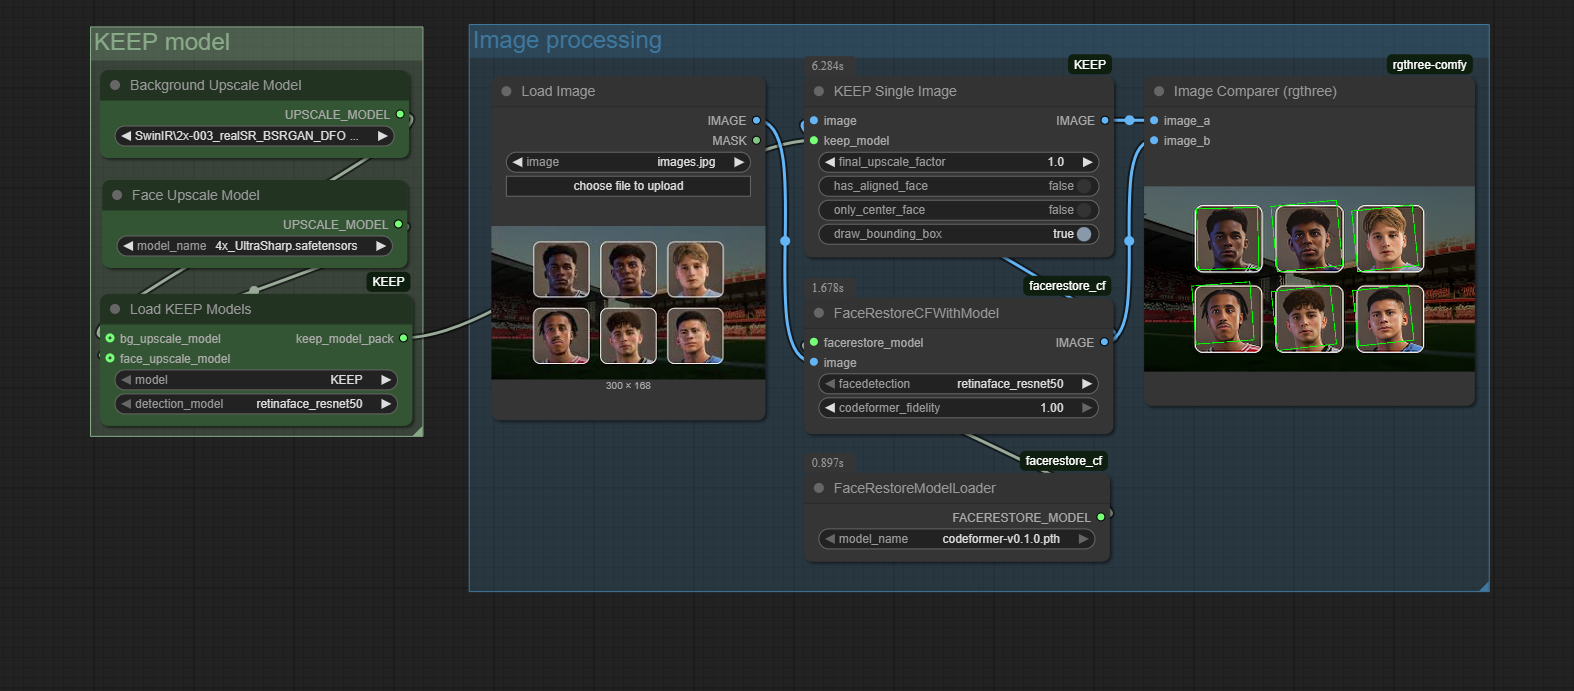 KEEP model
Background Upscale Model
UPSCALE_MODEL
SwinIR\2x-003_realSR_BSRGAN_DFO ...
Face Upscale Model
UPSCALE_MODEL
model_name 4x_UltraSharp.safetensors
KEEP
Load KEEP Models
bg_upscale_model keep_model_pack
face_upscale_model
model KEEP
detection_model retinaface_resnet50
Image processing
Load Image
IMAGE
MASK
image images.jpg
choose file to upload
300 × 168
6.284s KEEP
KEEP Single Image
image IMAGE
keep_model
final_upscale_factor 1.0
has_aligned_face false
only_center_face false
draw_bounding_box true
1.678s facerestore_cf
FaceRestoreCFWithModel
facerestore_model IMAGE
image
facedetection retinaface_resnet50
codeformer_fidelity 1.00
0.897s facerestore_cf
FaceRestoreModelLoader
FACERESTORE_MODEL
model_name codeformer-v0.1.0.pth
rgthree-comfy
Image Comparer (rgthree)
image_a
image_b